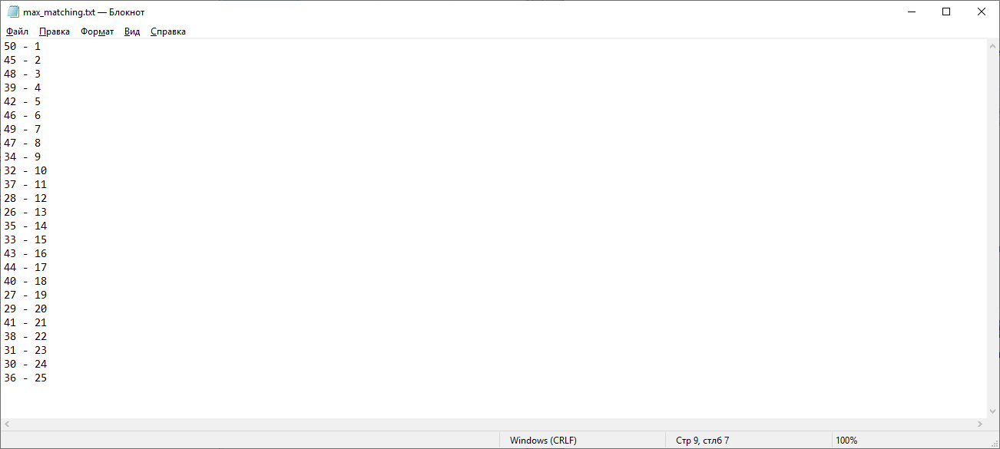 max_matching.txt — Блокнот
Файл Правка Формат Вид Справка
50 - 1
45 - 2
48 - 3
39 - 4
42 - 5
46 - 6
49 - 7
47 - 8
34 - 9
32 - 10
37 - 11
28 - 12
26 - 13
35 - 14
33 - 15
43 - 16
44 - 17
40 - 18
27 - 19
29 - 20
41 - 21
38 - 22
31 - 23
30 - 24
36 - 25
Windows (CRLF) Стр 9, стлб 7 100%